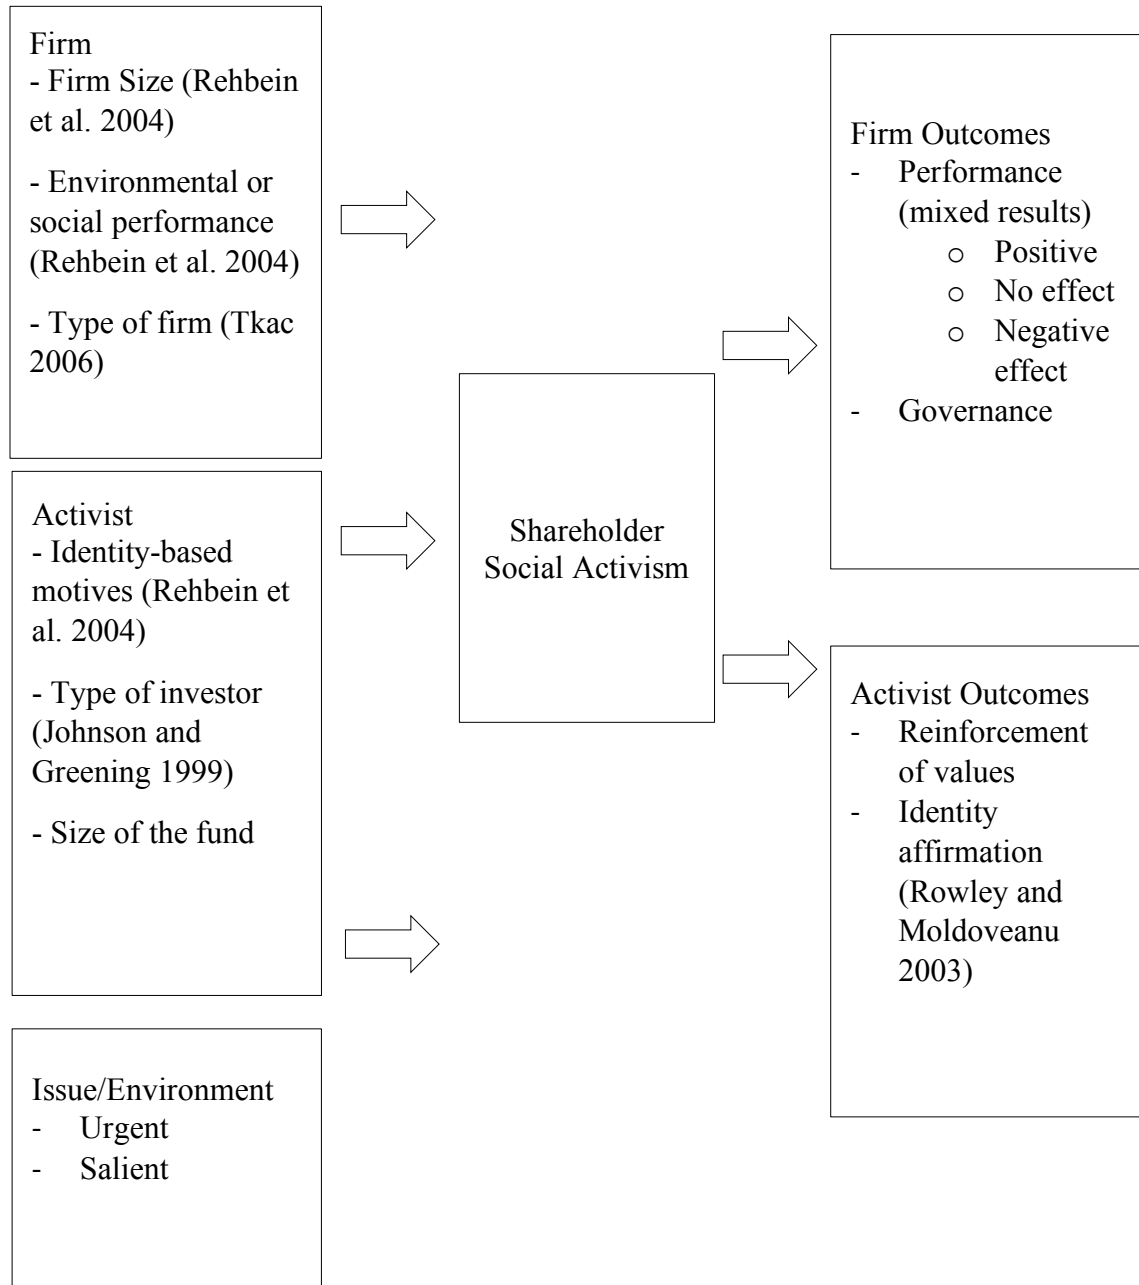 Firm
- Firm Size (Rehbein
et al. 2004)
- Environmental or
social performance
(Rehbein et al. 2004)
- Type of firm (Tkac
2006)
Activist
- Identity-based
motives (Rehbein et
al. 2004)
- Type of investor
(Johnson and
Greening 1999)
- Size of the fund
Issue/Environment
- Urgent
- Salient
Shareholder
Social Activism
Firm Outcomes
- Performance
(mixed results)
o Positive
o No effect
o Negative
effect
- Governance
Activist Outcomes
- Reinforcement
of values
- Identity
affirmation
(Rowley and
Moldoveanu
2003)